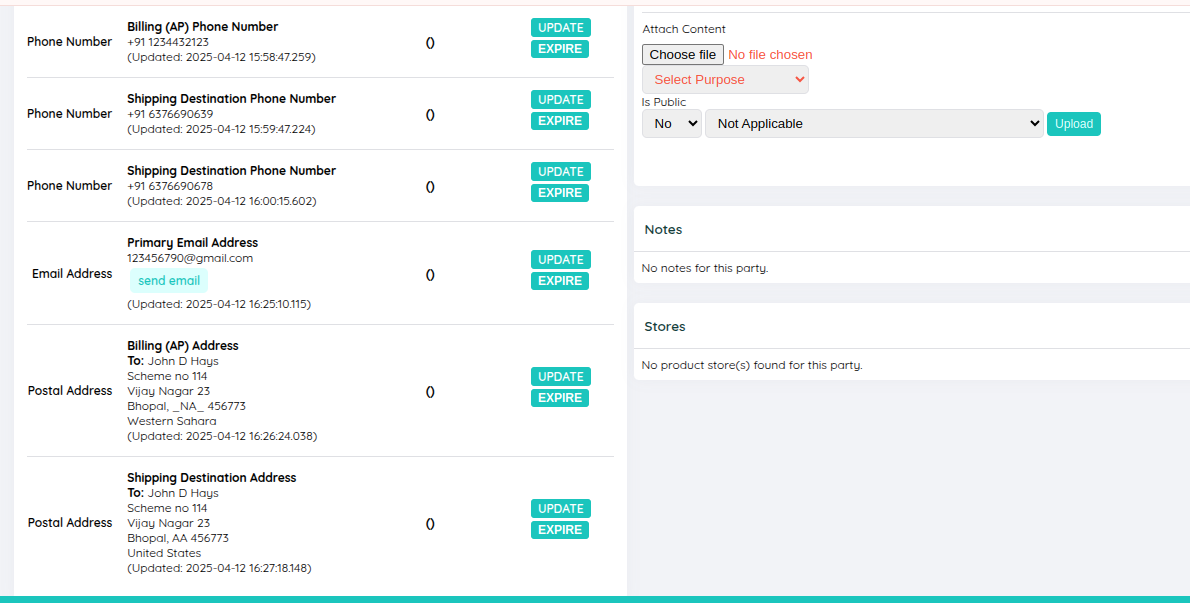 Phone Number
Billing (AP) Phone Number
+91 1234432123
(Updated: 2025-04-12 15:58:47.259)
()
UPDATE
EXPIRE
Phone Number
Shipping Destination Phone Number
+91 6376690639
(Updated: 2025-04-12 15:59:47.224)
()
UPDATE
EXPIRE
Phone Number
Shipping Destination Phone Number
+91 6376690678
(Updated: 2025-04-12 16:00:15.602)
()
UPDATE
EXPIRE
Email Address
Primary Email Address
123456790@gmail.com
send email
(Updated: 2025-04-12 16:25:10.115)
()
UPDATE
EXPIRE
Postal Address
Billing (AP) Address
To: John D Hays
Scheme no 114
Vijay Nagar 23
Bhopal, _NA_ 456773
Western Sahara
(Updated: 2025-04-12 16:26:24.038)
()
UPDATE
EXPIRE
Postal Address
Shipping Destination Address
To: John D Hays
Scheme no 114
Vijay Nagar 23
Bhopal, AA 456773
United States
(Updated: 2025-04-12 16:27:18.148)
()
UPDATE
EXPIRE
Attach Content
Choose file No file chosen
Select Purpose
Is Public
No Not Applicable Upload
Notes
No notes for this party.
Stores
No product store(s) found for this party.